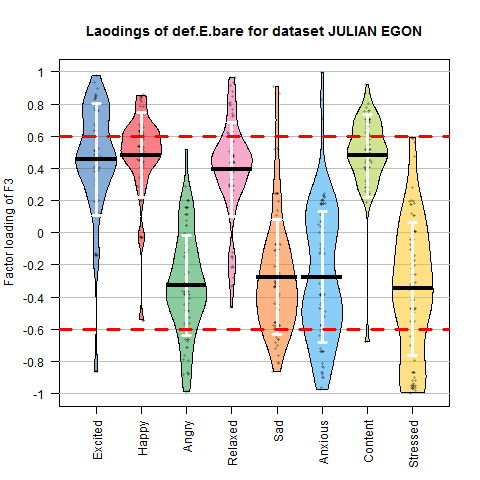 Laodings of def.E.bare for dataset JULIAN EGON
Factor loading of F3
1
0.8
0.6
0.4
0.2
0
-0.2
-0.4
-0.6
-0.8
-1
Excited
Happy
Angry
Relaxed
Sad
Anxious
Content
Stressed